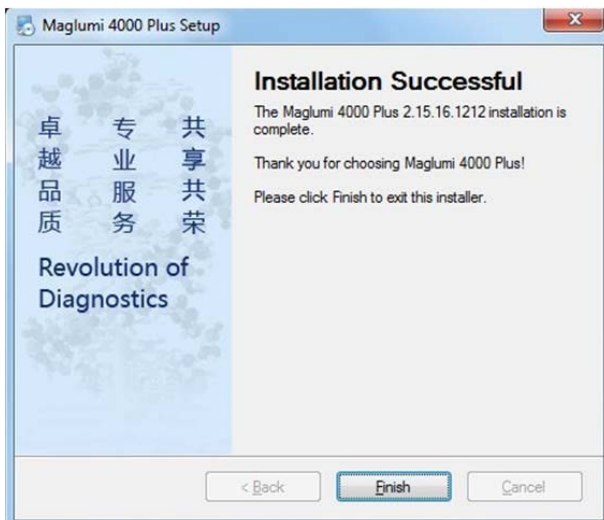 Maglumi 4000 Plus Setup
卓越品质
专业服务
共享共荣
Revolution of
Diagnostics
Installation Successful
The Maglumi 4000 Plus 2.15.16.1212 installation is
complete.
Thank you for choosing Maglumi 4000 Plus!
Please click Finish to exit this installer.
< Back
Finish
Cancel